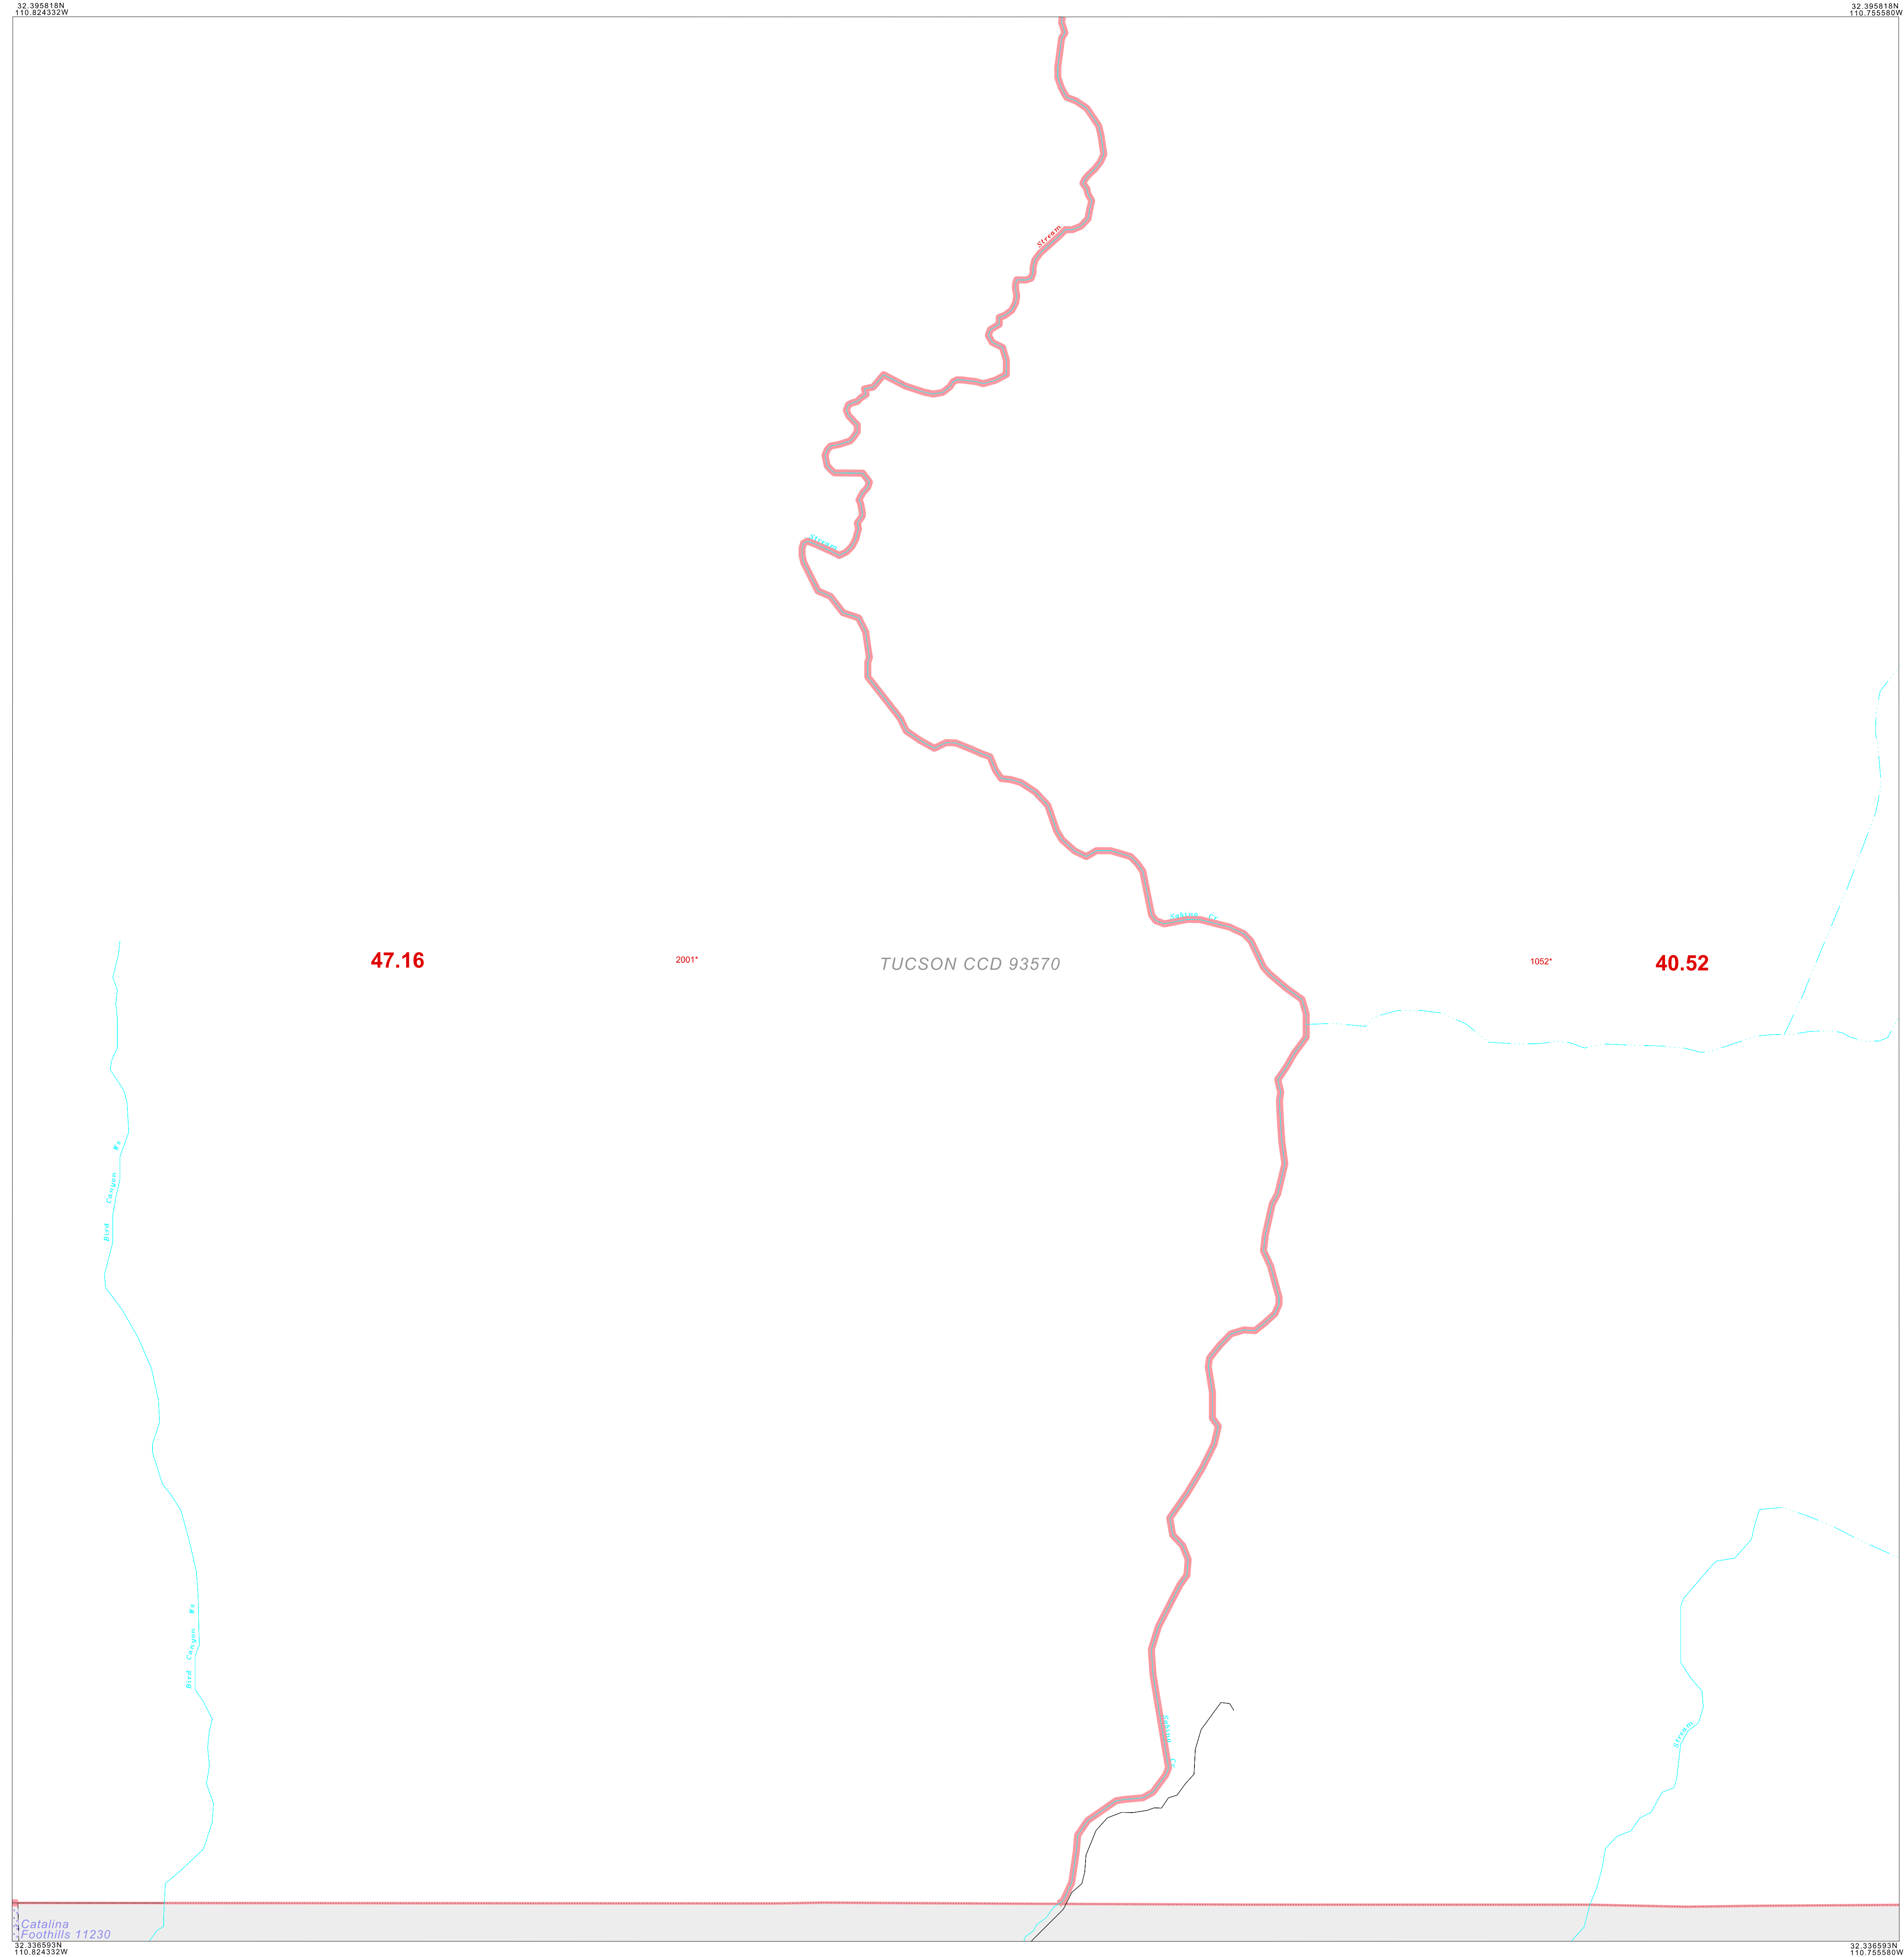 32.395818N
110.824332W
32.395818N
110.755580W
Stream
Stream
Sabino Cr
47.16
2001*
TUCSON CCD 93570
1052*
40.52
Bird Canyon Ws
Bird Canyon Ws
Sabino Cr
Stream
Catalina
Foothills 11230
32.336593N
110.824332W
32.336593N
110.755580W